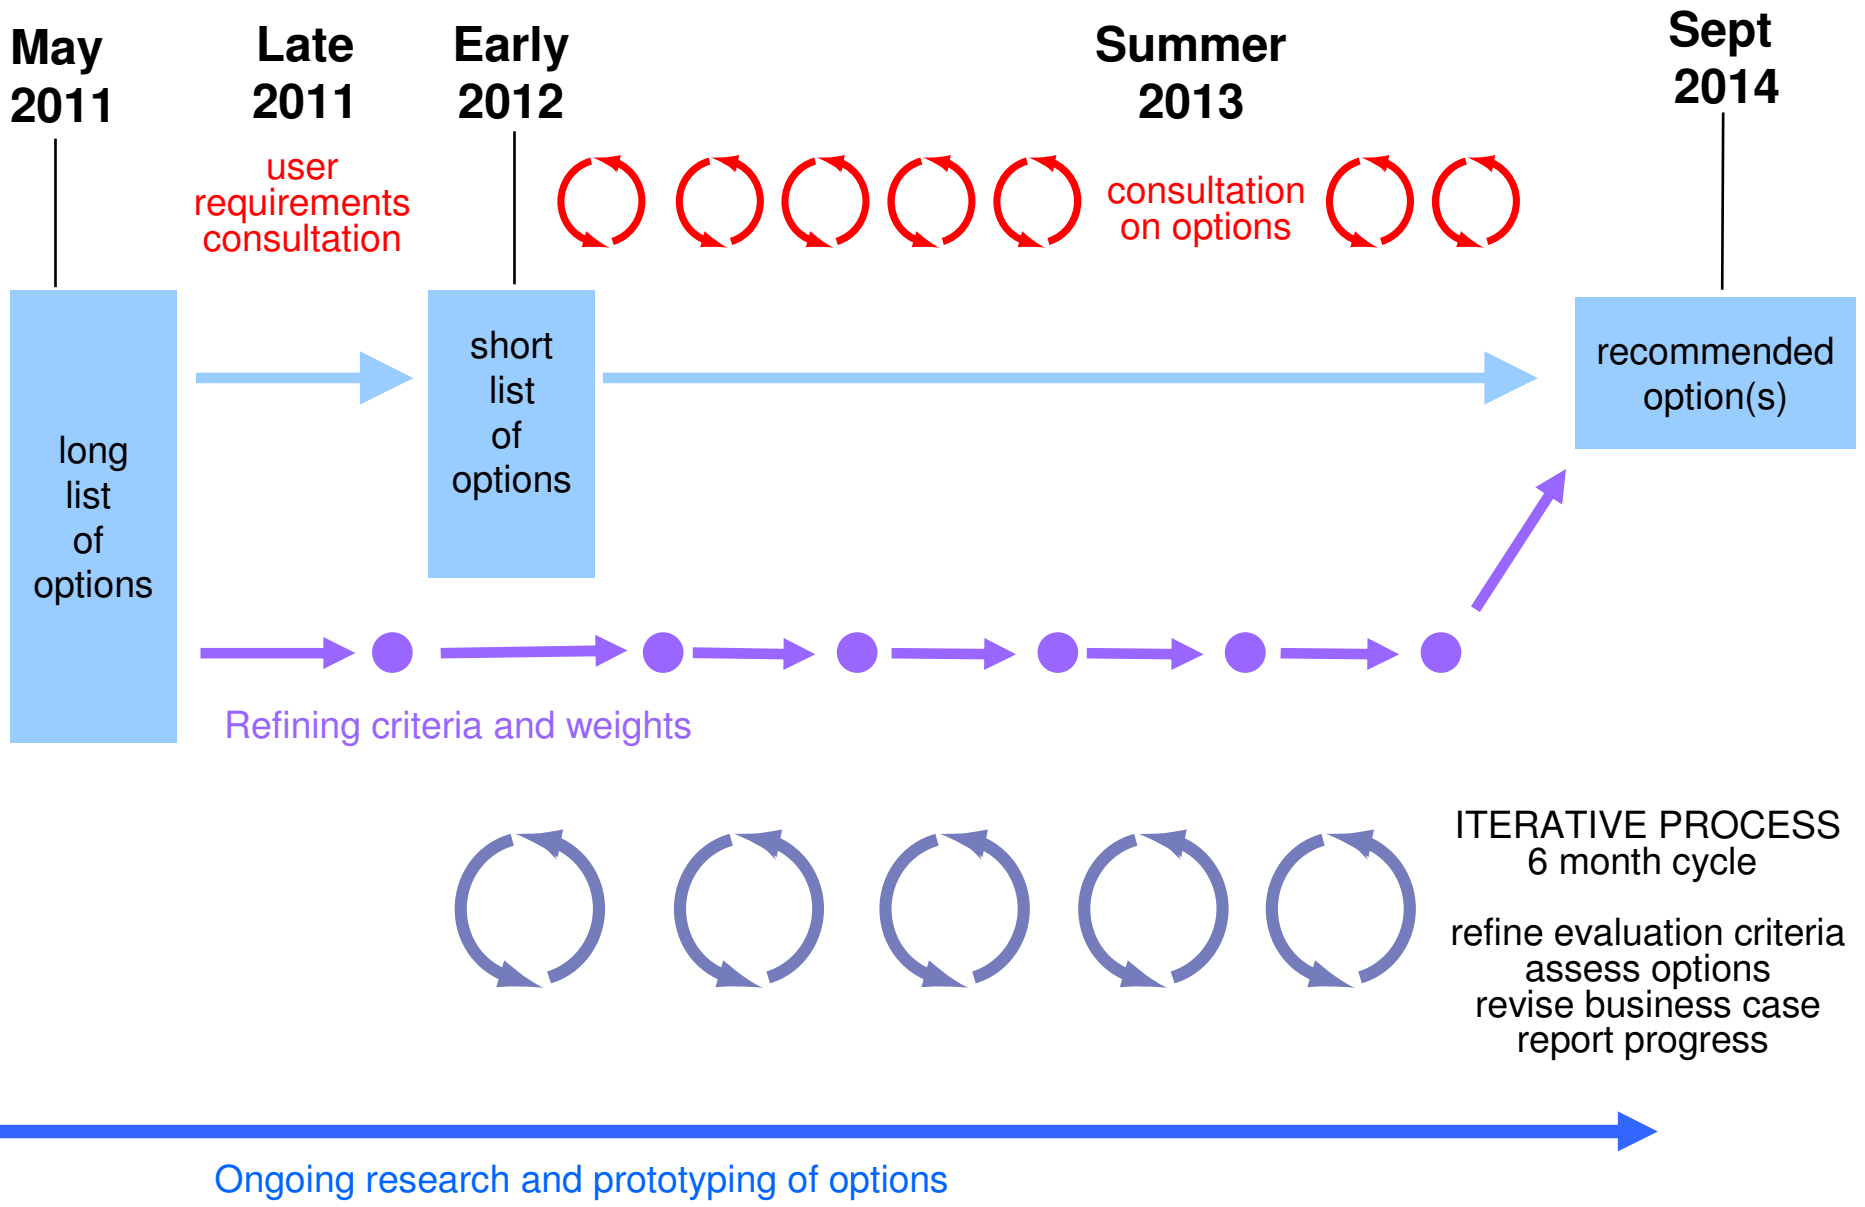 May
2011
Late
2011
Early
2012
Summer
2013
Sept
2014
user
requirements
consultation
consultation
on options
long
list
of
options
short
list
of
options
recommended
option(s)
Refining criteria and weights
ITERATIVE PROCESS
6 month cycle
refine evaluation criteria
assess options
revise business case
report progress
Ongoing research and prototyping of options